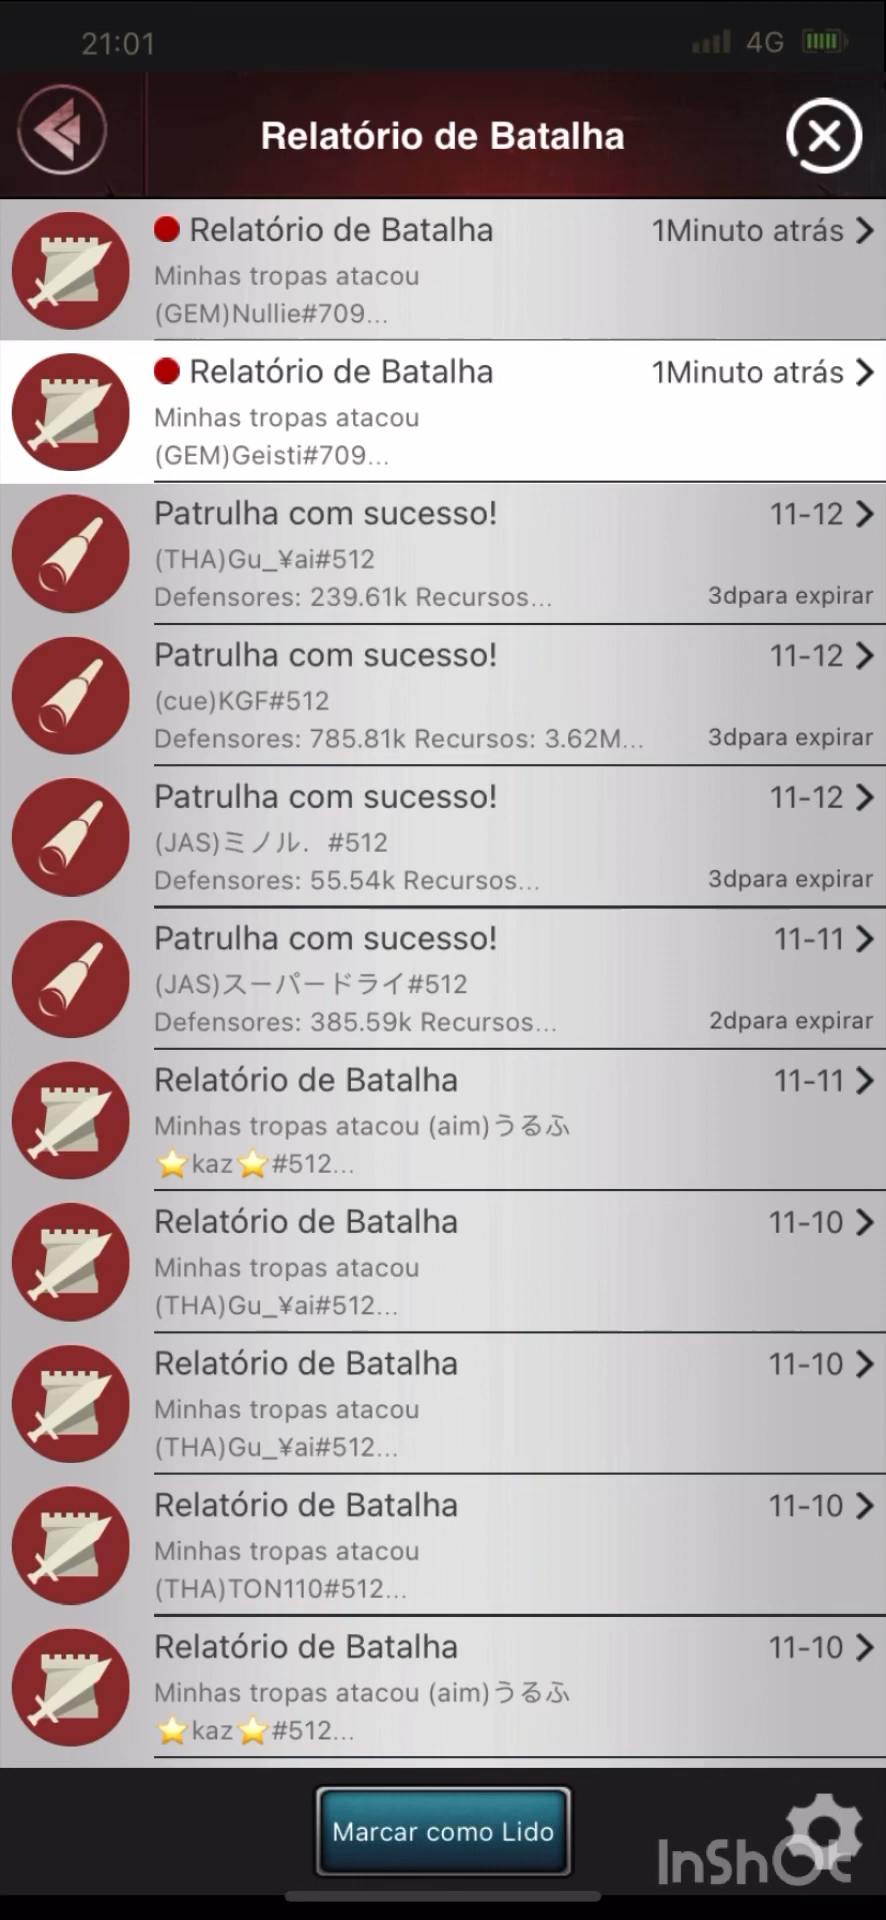 21:01 4G
Relatório de Batalha
Relatório de Batalha 1Minuto atrás
Minhas tropas atacou
(GEM)Nullie#709...
Relatório de Batalha 1Minuto atrás
Minhas tropas atacou
(GEM)Geisti#709...
Patrulha com sucesso! 11-12
(THA)Gu_¥ai#512
Defensores: 239.61k Recursos... 3dpara expirar
Patrulha com sucesso! 11-12
(cue)KGF#512
Defensores: 785.81k Recursos: 3.62M... 3dpara expirar
Patrulha com sucesso! 11-12
(JAS)ミノル．#512
Defensores: 55.54k Recursos... 3dpara expirar
Patrulha com sucesso! 11-11
(JAS)スーパードライ#512
Defensores: 385.59k Recursos... 2dpara expirar
Relatório de Batalha 11-11
Minhas tropas atacou (aim)うるふ
⭐kaz⭐#512...
Relatório de Batalha 11-10
Minhas tropas atacou
(THA)Gu_¥ai#512...
Relatório de Batalha 11-10
Minhas tropas atacou
(THA)Gu_¥ai#512...
Relatório de Batalha 11-10
Minhas tropas atacou
(THA)TON110#512...
Relatório de Batalha 11-10
Minhas tropas atacou (aim)うるふ
⭐kaz⭐#512...
Marcar como Lido
InShOt